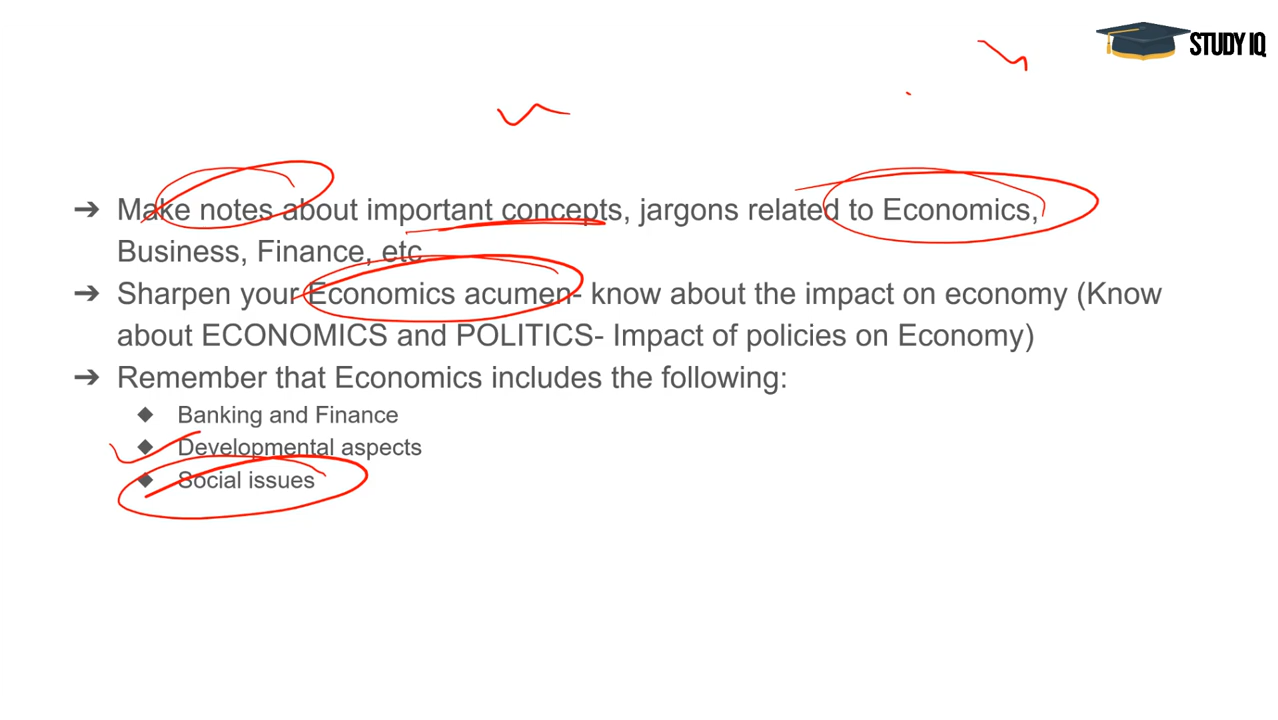 STUDY IQ
➔ Make notes about important concepts, jargons related to Economics,
Business, Finance, etc
➔ Sharpen your Economics acumen- know about the impact on economy (Know
about ECONOMICS and POLITICS- Impact of policies on Economy)
➔ Remember that Economics includes the following:
◆ Banking and Finance
◆ Developmental aspects
◆ Social issues